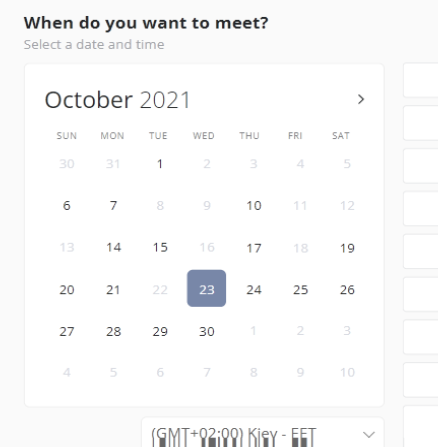 When do you want to meet?
Select a date and time
October 2021
SUN MON TUE WED THU FRI SAT
30 31 1 2 3 4 5
6 7 8 9 10 11 12
13 14 15 16 17 18 19
20 21 22 23 24 25 26
27 28 29 30 1 2 3
4 5 6 7 8 9 10
(GMT+02:00) Kiev - EET